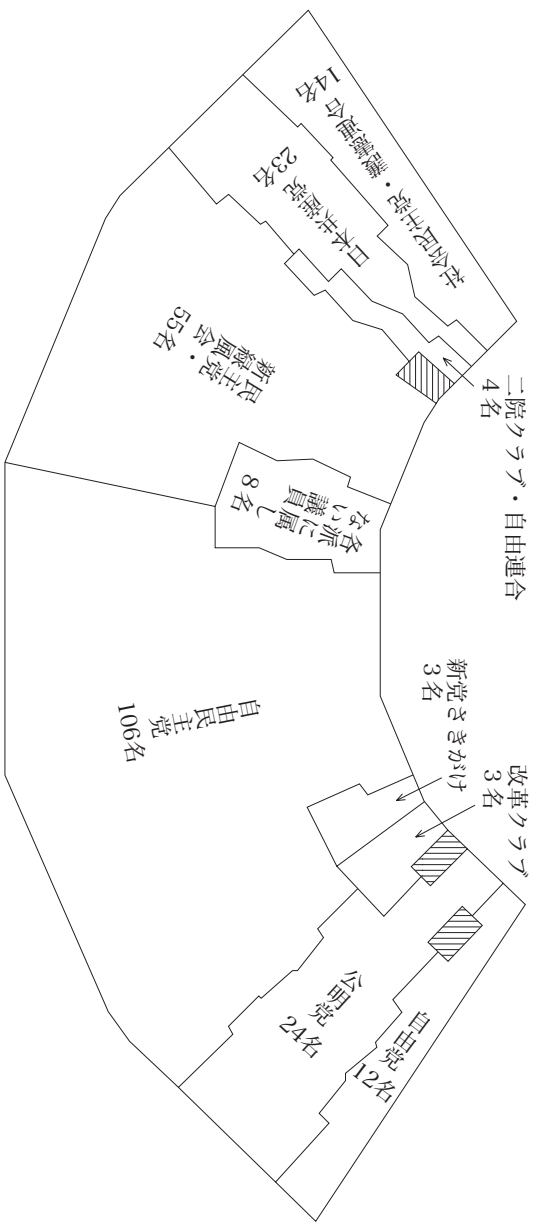 社会民主党・護憲連合
14名
日本共産党
23名
二院クラブ・自由連合
4名
民主党・
新緑風会
55名
各派に属し
ない議員
8名
自由民主党
106名
新党さきがけ
3名
改革クラブ
3名
公明党
24名
自由党
12名